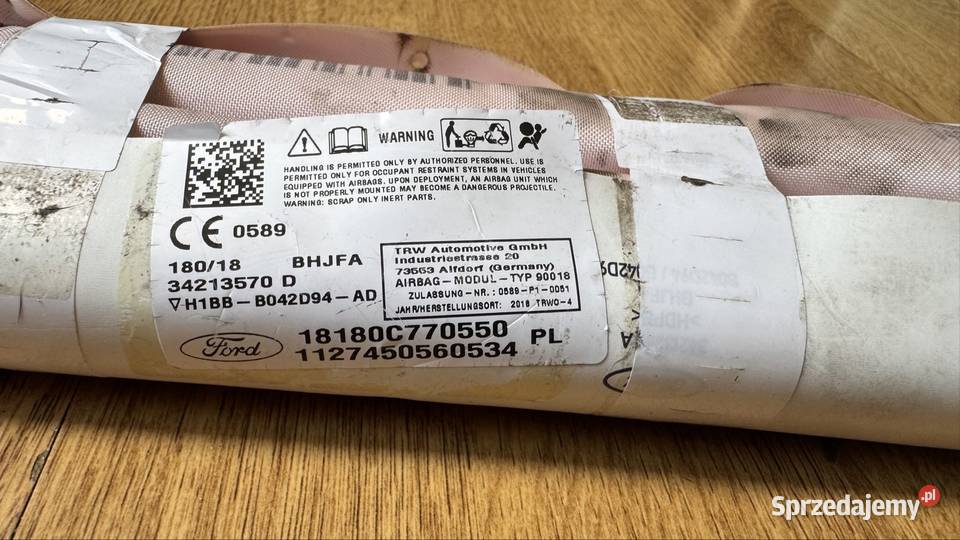 WARNING
HANDLING IS PERMITTED ONLY BY AUTHORIZED PERSONNEL. USE IS
PERMITTED ONLY FOR OCCUPANT RESTRAINT SYSTEMS IN VEHICLES
EQUIPPED WITH AIRBAGS. UPON DEPLOYMENT, AN AIRBAG UNIT WHICH
IS NOT PROPERLY MOUNTED MAY BECOME A DANGEROUS PROJECTILE.
WARNING: SCRAP ONLY INERT PARTS.
CE 0589
180/18 BHJFA
34213570 D
H1BB-B042D94-AD
TRW Automotive GmbH
Industriestrasse 20
73553 Alfdorf (Germany)
AIRBAG-MODUL-TYP 90018
ZULASSUNG-NR.: 0589-P1-0051
JAHR/HERSTELLUNGSORT: 2018 TRWO-4
Ford
18180C770550 PL
1127450560534
Sprzedajemy.pl